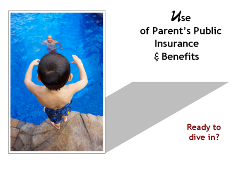 Use
of Parent's Public
Insurance
& Benefits
Ready to
dive in?